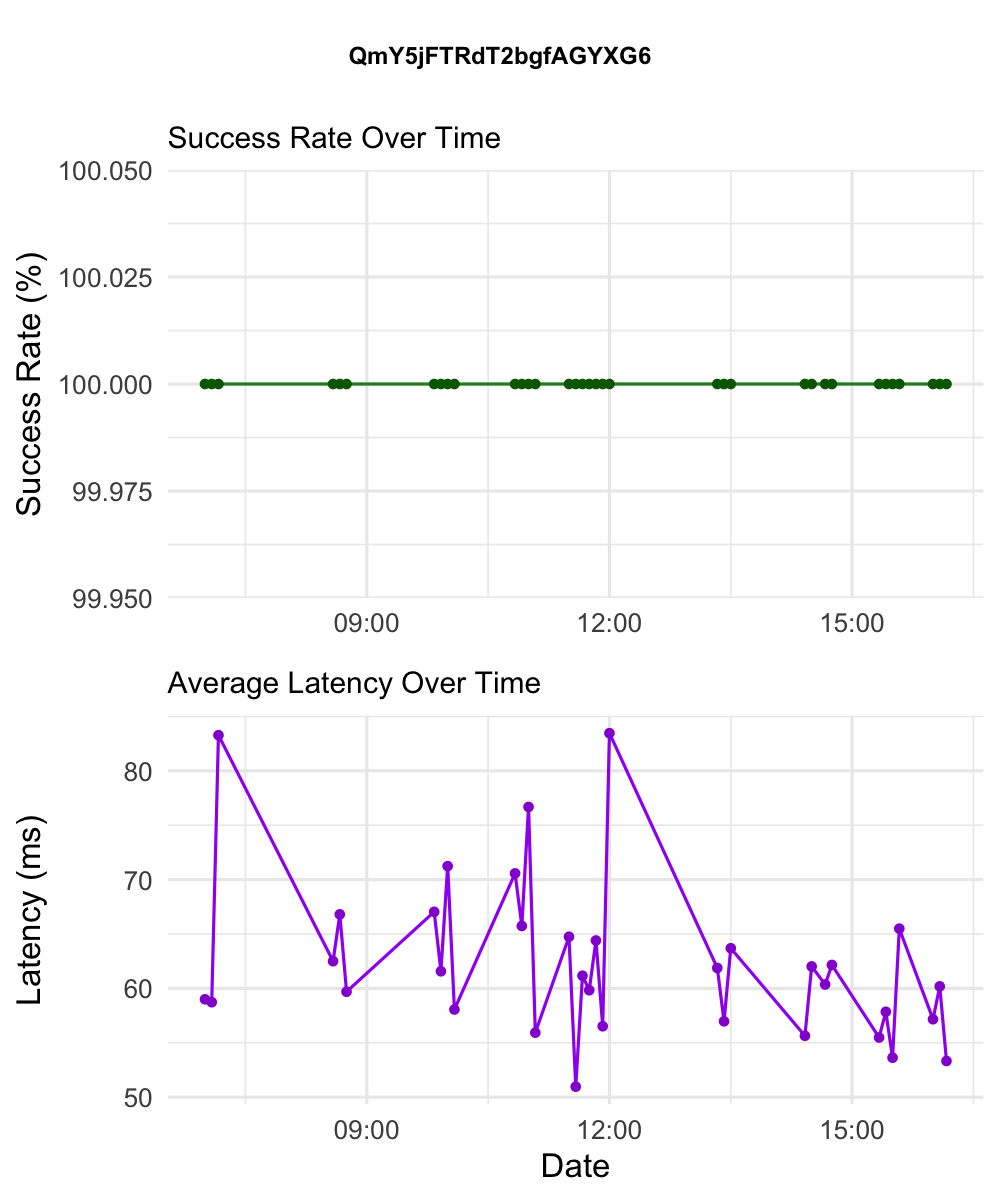 QmY5jFTRdT2bgfAGYXG6
Success Rate Over Time
Success Rate (%)
100.050
100.025
100.000
99.975
99.950
09:00 12:00 15:00
Average Latency Over Time
Latency (ms)
80
70
60
50
09:00 12:00 15:00
Date